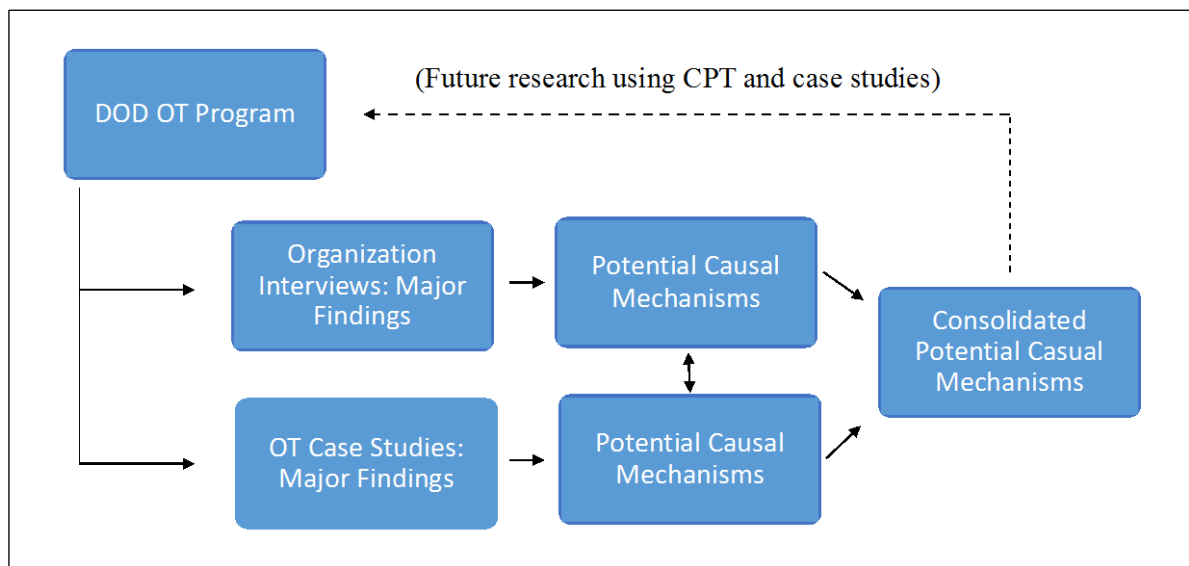 (Future research using CPT and case studies)
DOD OT Program
Organization
Interviews: Major
Findings
Potential Causal
Mechanisms
Consolidated
Potential Casual
Mechanisms
OT Case Studies:
Major Findings
Potential Causal
Mechanisms